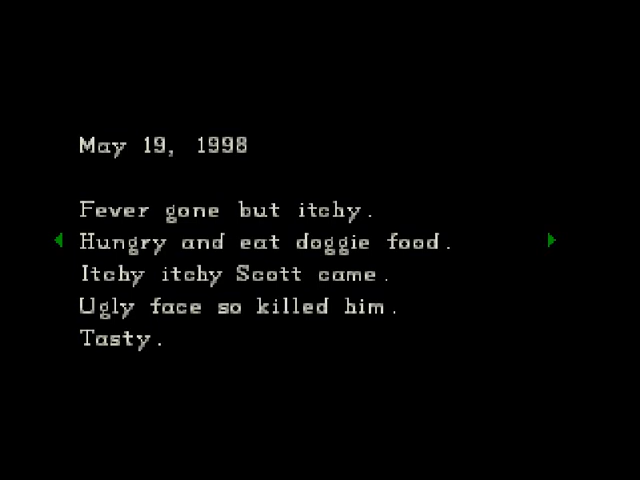 May 19, 1998
Fever gone but itchy.
Hungry and eat doggie food.
Itchy itchy Scott came.
Ugly face so killed him.
Tasty.